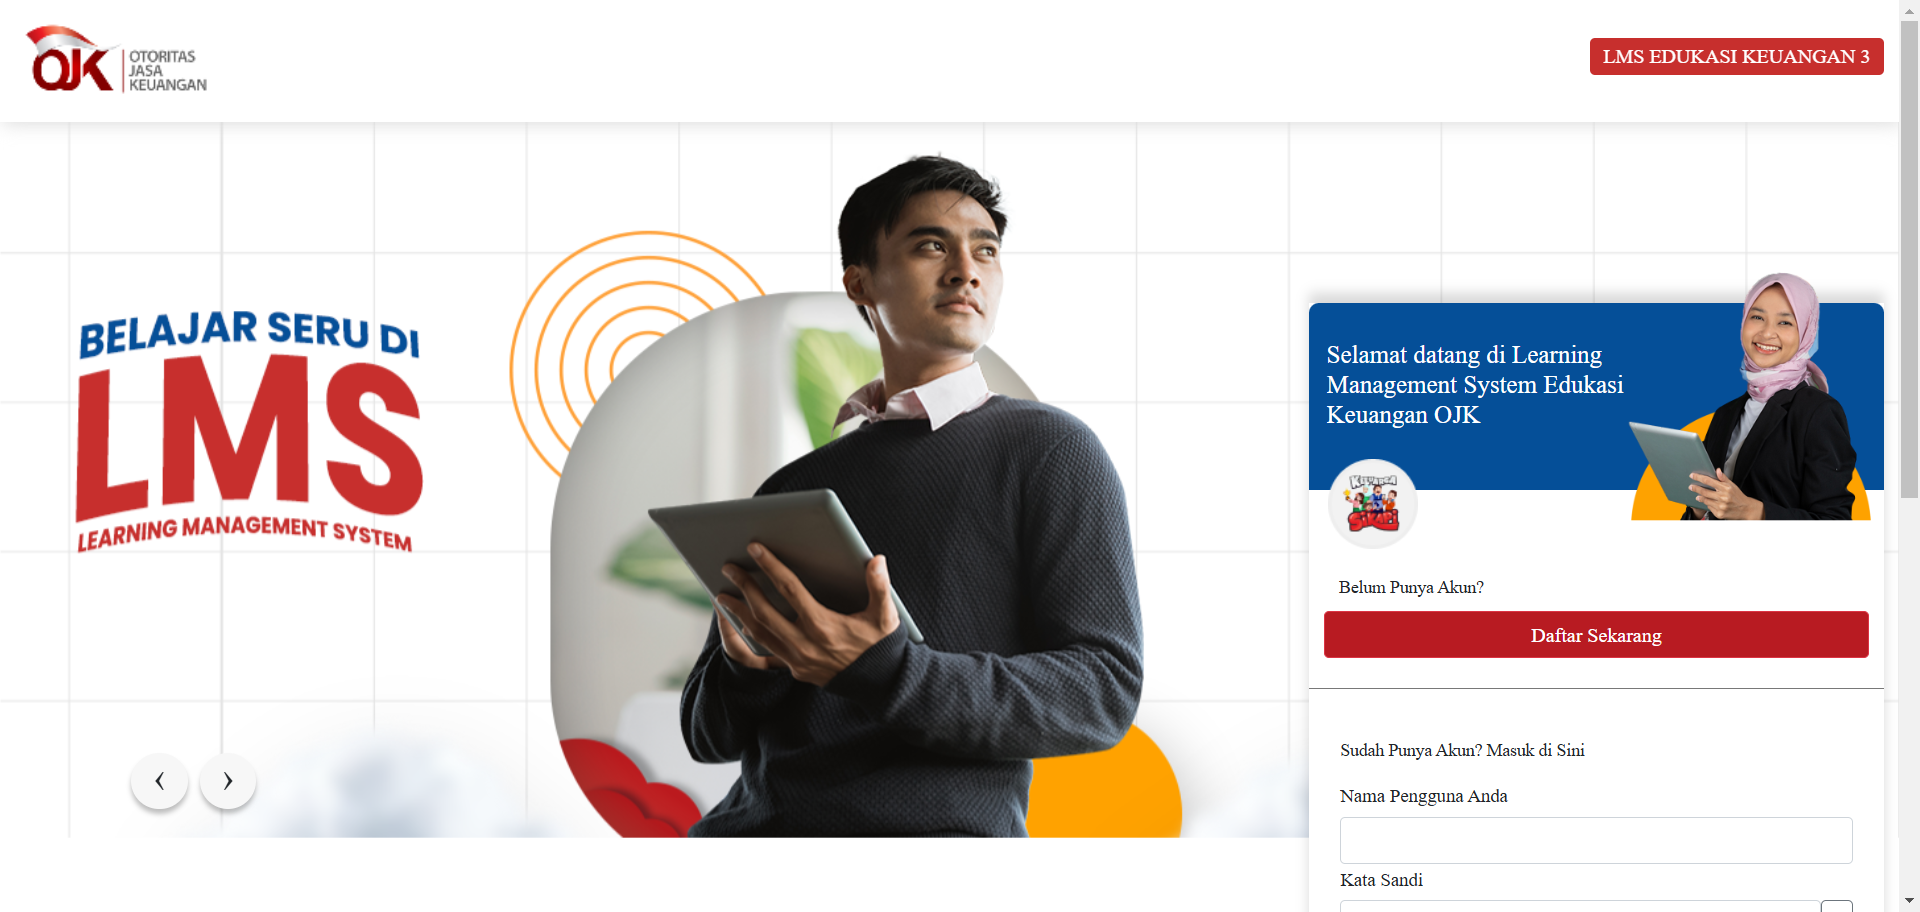 OJK
OTORITAS
JASA
KEUANGAN
LMS EDUKASI KEUANGAN 3
BELAJAR SERU DI
LMS
LEARNING MANAGEMENT SYSTEM
Selamat datang di Learning
Management System Edukasi
Keuangan OJK
KELUARGA
SIKAPI
Belum Punya Akun?
Daftar Sekarang
Sudah Punya Akun? Masuk di Sini
Nama Pengguna Anda
Kata Sandi